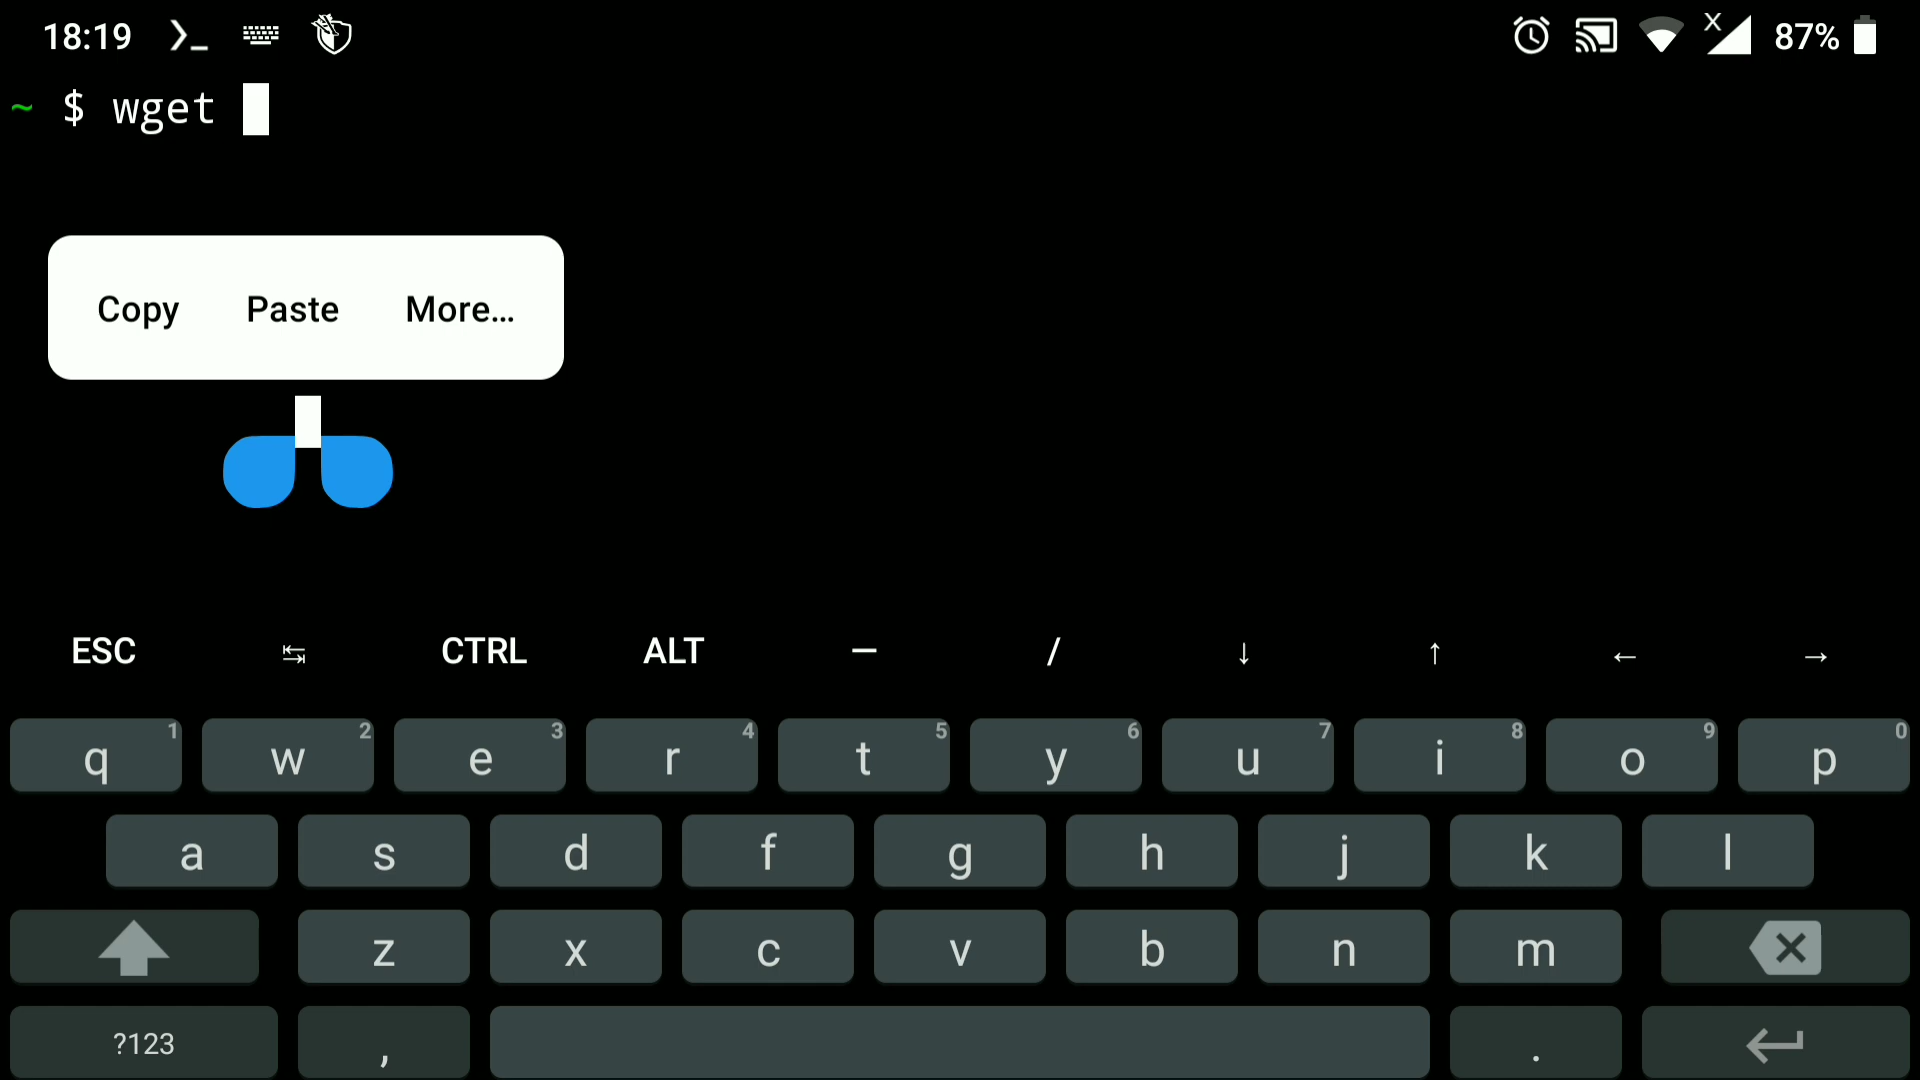 18:19 87%
~ $ wget
Copy Paste More...
ESC ↹ CTRL ALT — / ↓ ↑ ← →
q 1 w 2 e 3 r 4 t 5 y 6 u 7 i 8 o 9 p 0
a s d f g h j k l
z x c v b n m
?123 , .